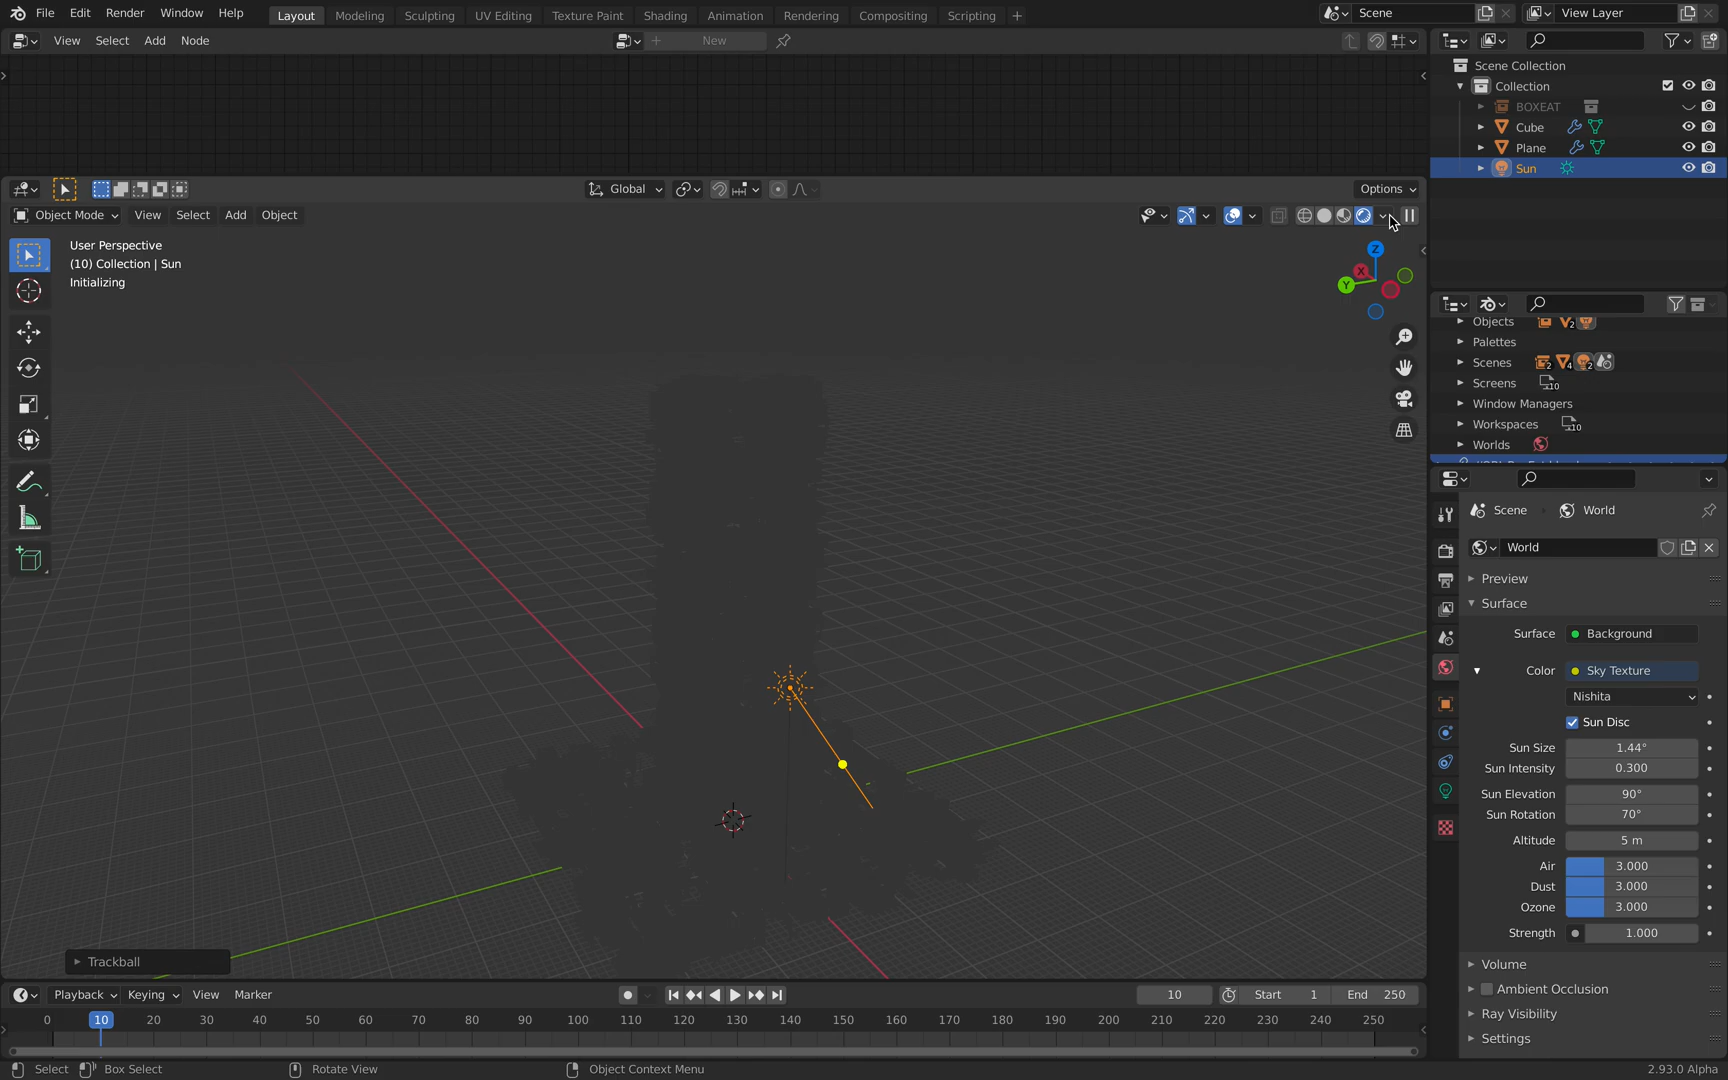 File Edit Render Window Help Layout Modeling Sculpting UV Editing Texture Paint Shading Animation Rendering Compositing Scripting + Scene View Layer
View Select Add Node + New
Scene Collection
Collection
BOXEAT
Cube
Plane
Sun
Global Options
Object Mode View Select Add Object
User Perspective
(10) Collection | Sun
Initializing
Z
X
Y
Objects 2
Palettes
Scenes 2 4 2
Screens 10
Window Managers
Workspaces 10
Worlds
Scene World
World
Preview
Surface
Surface Background
Color Sky Texture
Nishita
Sun Disc
Sun Size 1.44°
Sun Intensity 0.300
Sun Elevation 90°
Sun Rotation 70°
Altitude 5 m
Air 3.000
Dust 3.000
Ozone 3.000
Strength 1.000
Volume
Ambient Occlusion
Ray Visibility
Settings
Trackball
Playback Keying View Marker 10 Start 1 End 250
0 10 20 30 40 50 60 70 80 90 100 110 120 130 140 150 160 170 180 190 200 210 220 230 240 250
Select Box Select Rotate View Object Context Menu 2.93.0 Alpha